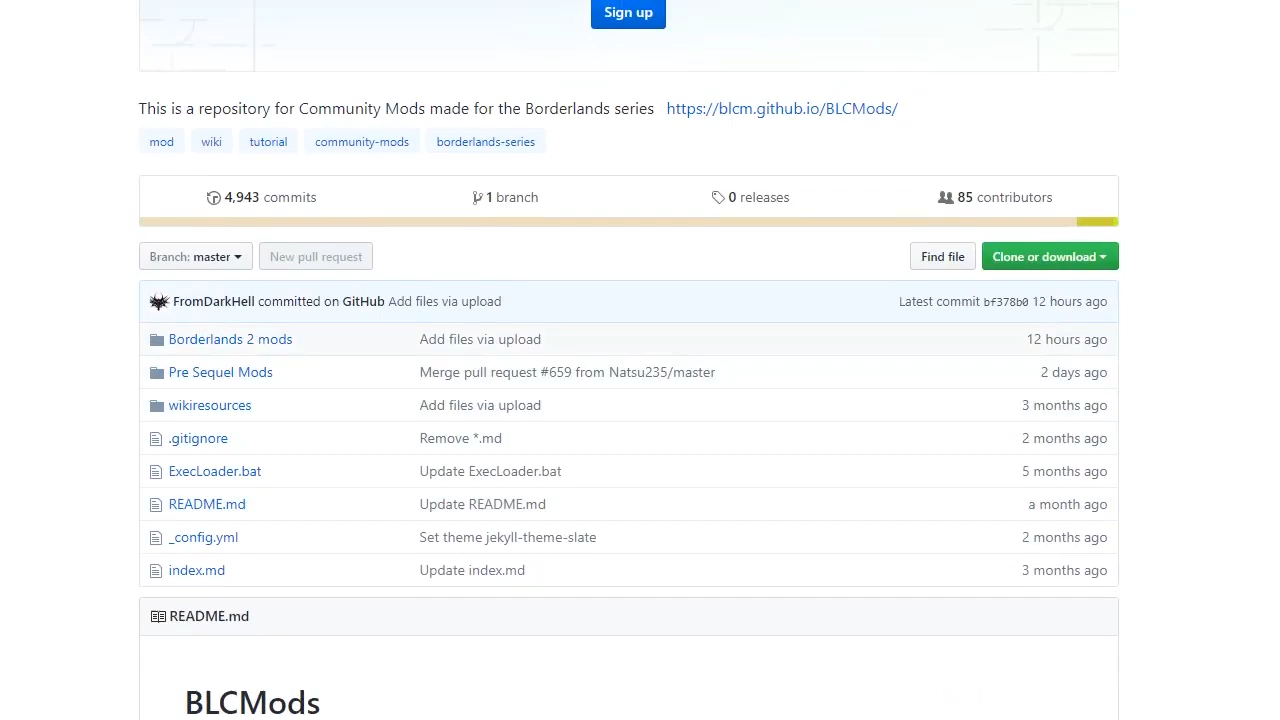 Sign up
This is a repository for Community Mods made for the Borderlands series https://blcm.github.io/BLCMods/
mod wiki tutorial community-mods borderlands-series
4,943 commits 1 branch 0 releases 85 contributors
Branch: master New pull request Find file Clone or download
FromDarkHell committed on GitHub Add files via upload Latest commit bf378b0 12 hours ago
Borderlands 2 mods Add files via upload 12 hours ago
Pre Sequel Mods Merge pull request #659 from Natsu235/master 2 days ago
wikiresources Add files via upload 3 months ago
.gitignore Remove *.md 2 months ago
ExecLoader.bat Update ExecLoader.bat 5 months ago
README.md Update README.md a month ago
_config.yml Set theme jekyll-theme-slate 2 months ago
index.md Update index.md 3 months ago
README.md
BLCMods